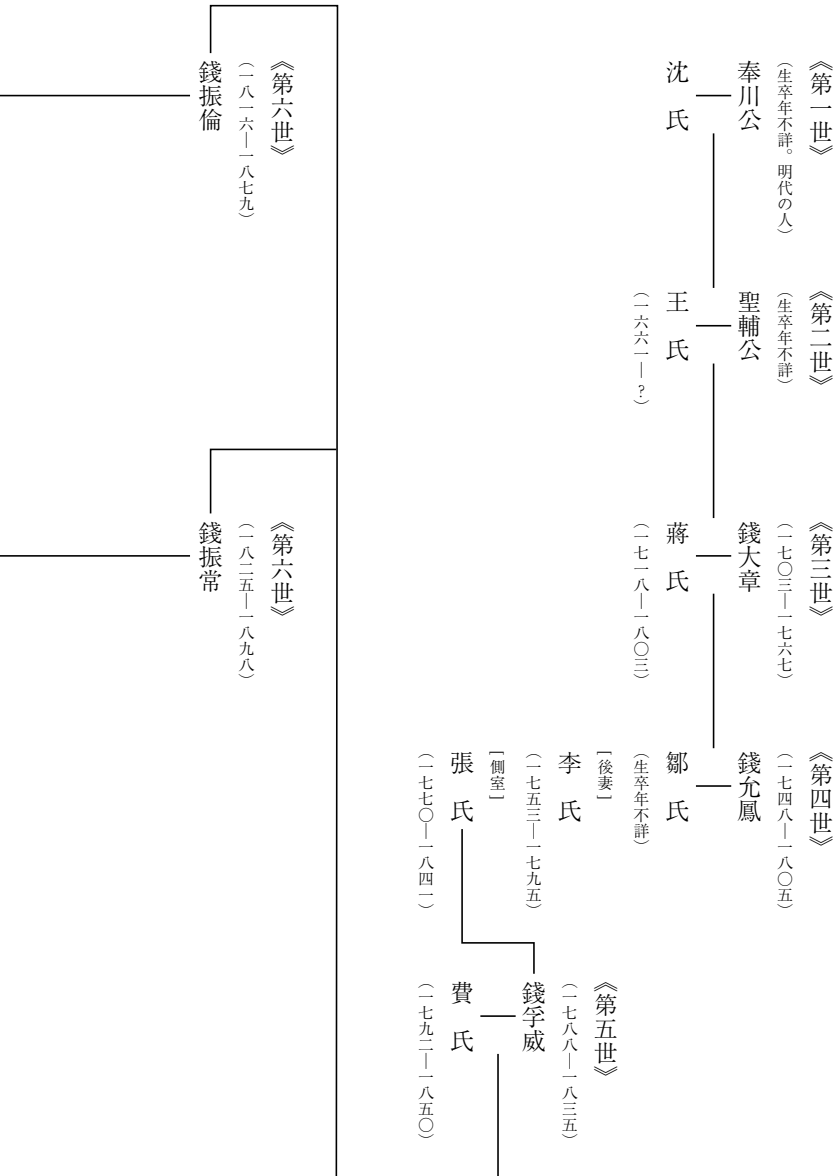 《第一世》
（生卒年不詳。明代の人）
奉川公
沈　氏
《第二世》
（生卒年不詳）
聖輔公
王　氏
（一六六一―？）
《第三世》
（一七〇三―一七六七）
錢大章
蔣　氏
（一七一八―一八〇三）
《第四世》
（一七四八―一八〇五）
錢允鳳
鄒　氏
（生卒年不詳）
［後妻］
李　氏
（一七五三―一七九五）
［側室］
張　氏
（一七七〇―一八四一）
《第五世》
（一七八八―一八三五）
錢孚威
費　氏
（一七九二―一八五〇）
《第六世》
（一八一六―一八七九）
錢振倫
《第六世》
（一八二五―一八九八）
錢振常